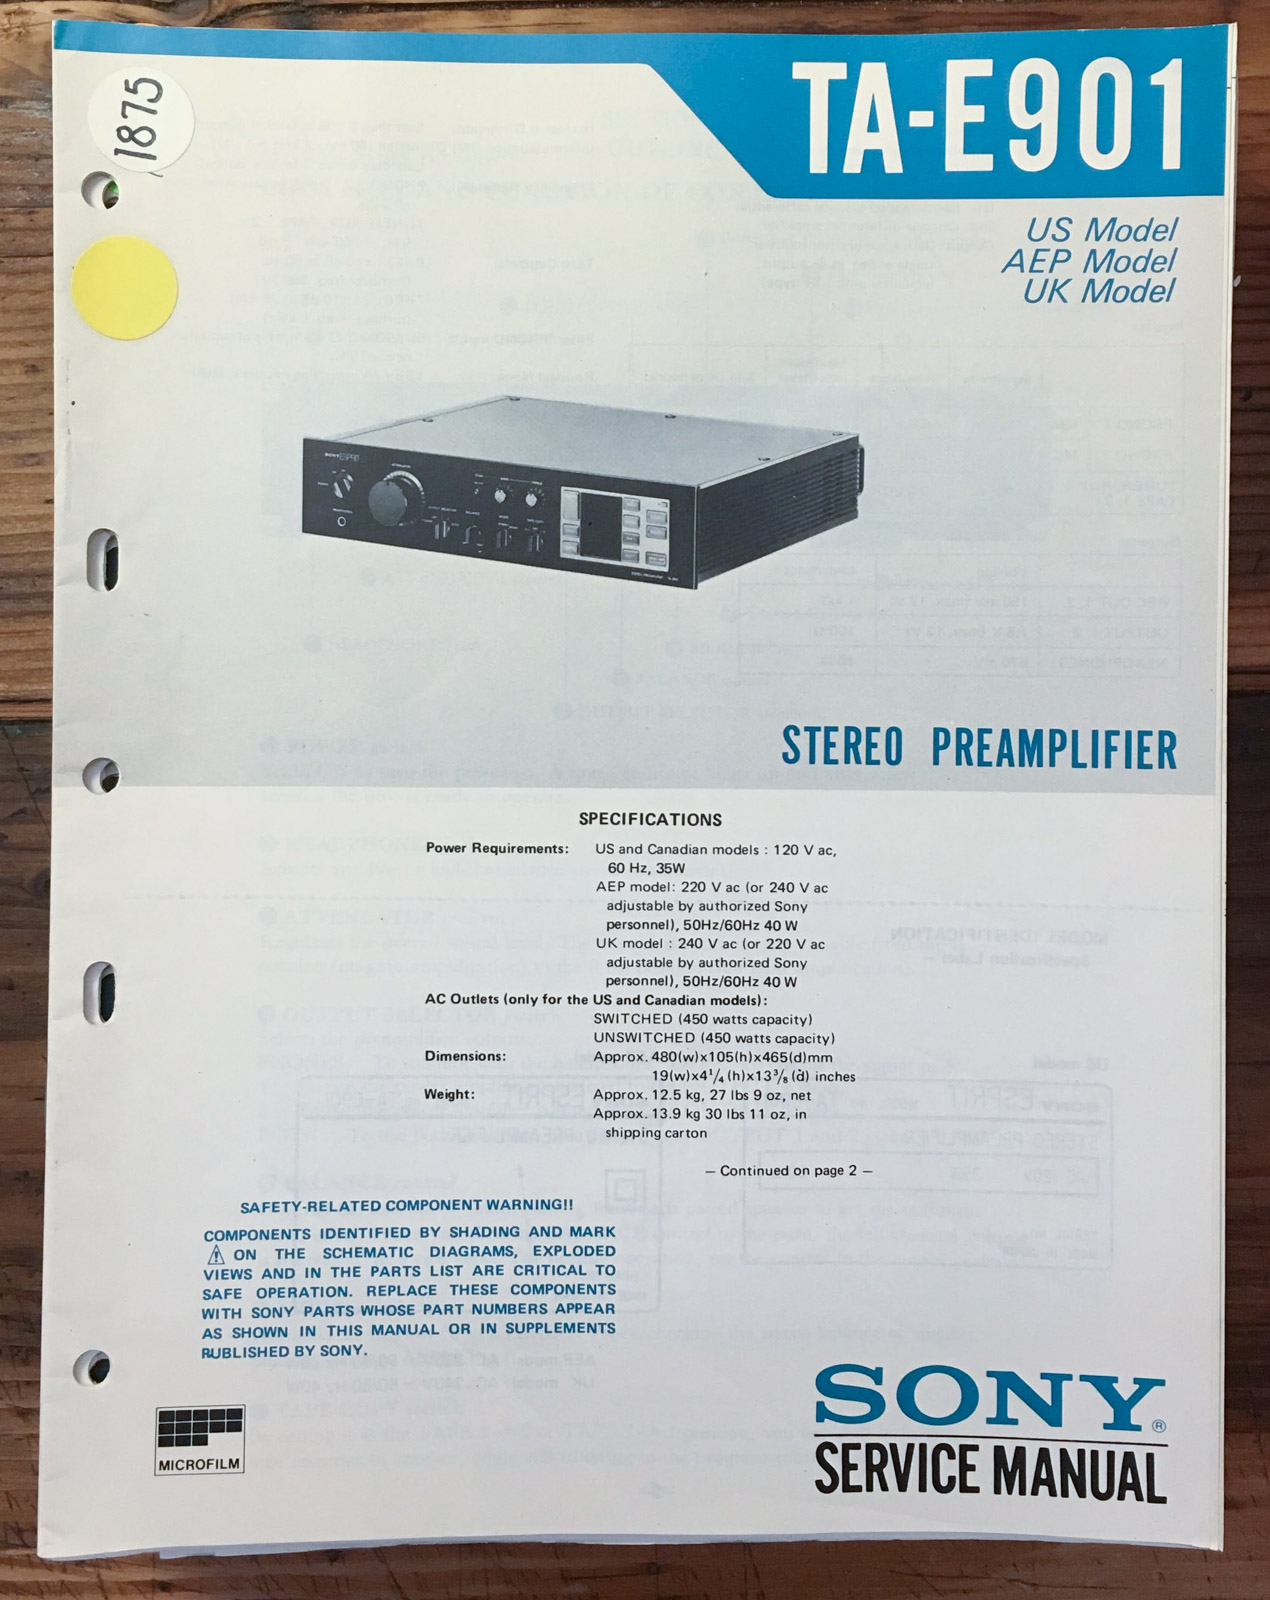 1875
TA-E901
US Model
AEP Model
UK Model
SONY ESPRIT
STEREO PREAMPLIFIER
SPECIFICATIONS
Power Requirements: US and Canadian models : 120 V ac,
60 Hz, 35W
AEP model: 220 V ac (or 240 V ac
adjustable by authorized Sony
personnel), 50Hz/60Hz 40 W
UK model : 240 V ac (or 220 V ac
adjustable by authorized Sony
personnel), 50Hz/60Hz 40 W
AC Outlets (only for the US and Canadian models):
SWITCHED (450 watts capacity)
UNSWITCHED (450 watts capacity)
Dimensions: Approx. 480(w)x105(h)x465(d)mm
19(w)x4¹/₄ (h)x13³/₈ (d) inches
Weight: Approx. 12.5 kg, 27 lbs 9 oz, net
Approx. 13.9 kg 30 lbs 11 oz, in
shipping carton
— Continued on page 2 —
SAFETY-RELATED COMPONENT WARNING!!
COMPONENTS IDENTIFIED BY SHADING AND MARK
⚠ ON THE SCHEMATIC DIAGRAMS, EXPLODED
VIEWS AND IN THE PARTS LIST ARE CRITICAL TO
SAFE OPERATION. REPLACE THESE COMPONENTS
WITH SONY PARTS WHOSE PART NUMBERS APPEAR
AS SHOWN IN THIS MANUAL OR IN SUPPLEMENTS
PUBLISHED BY SONY.
MICROFILM
SONY®
SERVICE MANUAL